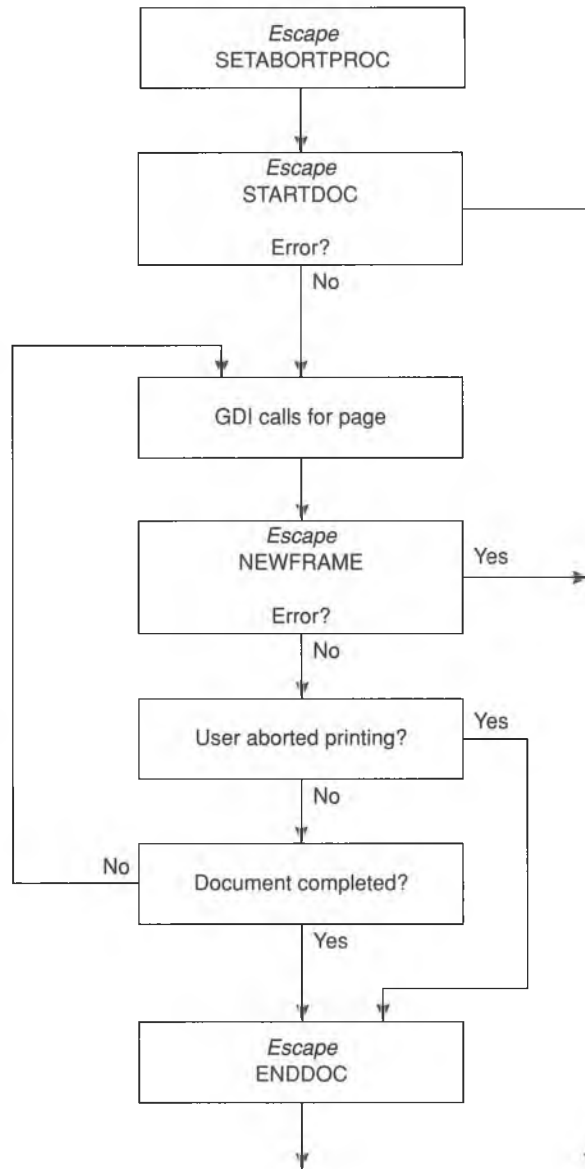 Escape
SETABORTPROC
Escape
STARTDOC
Error?
No
GDI calls for page
Escape
NEWFRAME
Yes
Error?
No
User aborted printing?
Yes
No
No
Document completed?
Yes
Escape
ENDDOC